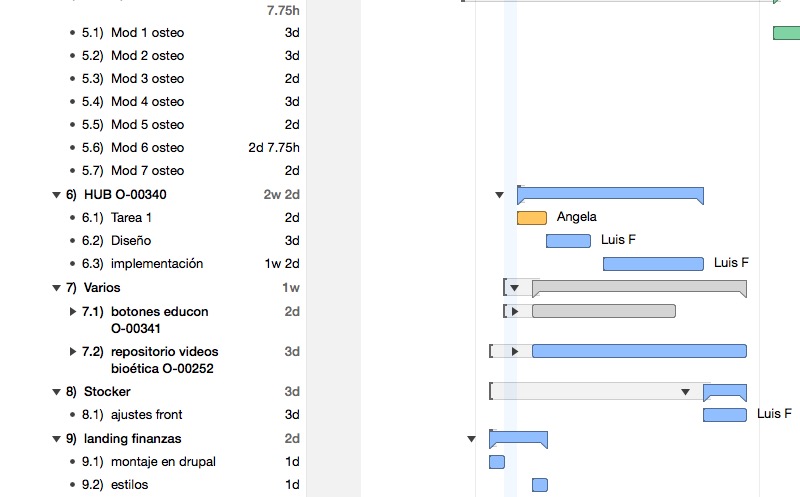 7.75h
• 5.1) Mod 1 osteo 3d
• 5.2) Mod 2 osteo 3d
• 5.3) Mod 3 osteo 2d
• 5.4) Mod 4 osteo 3d
• 5.5) Mod 5 osteo 2d
• 5.6) Mod 6 osteo 2d 7.75h
• 5.7) Mod 7 osteo 2d
6) HUB O-00340 2w 2d
• 6.1) Tarea 1 2d Angela
• 6.2) Diseño 3d Luis F
• 6.3) implementación 1w 2d Luis F
7) Varios 1w
7.1) botones educon 2d
O-00341
7.2) repositorio videos 3d
bioética O-00252
8) Stocker 3d
• 8.1) ajustes front 3d Luis F
9) landing finanzas 2d
• 9.1) montaje en drupal 1d
• 9.2) estilos 1d